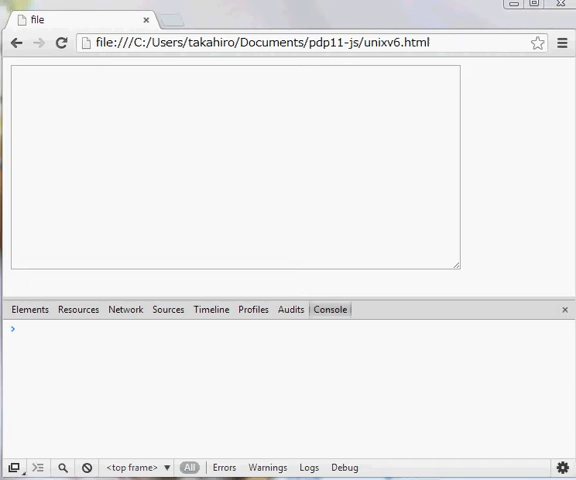 file
file:///C:/Users/takahiro/Documents/pdp11-js/unixv6.html
Elements Resources Network Sources Timeline Profiles Audits Console
<top frame> All Errors Warnings Logs Debug